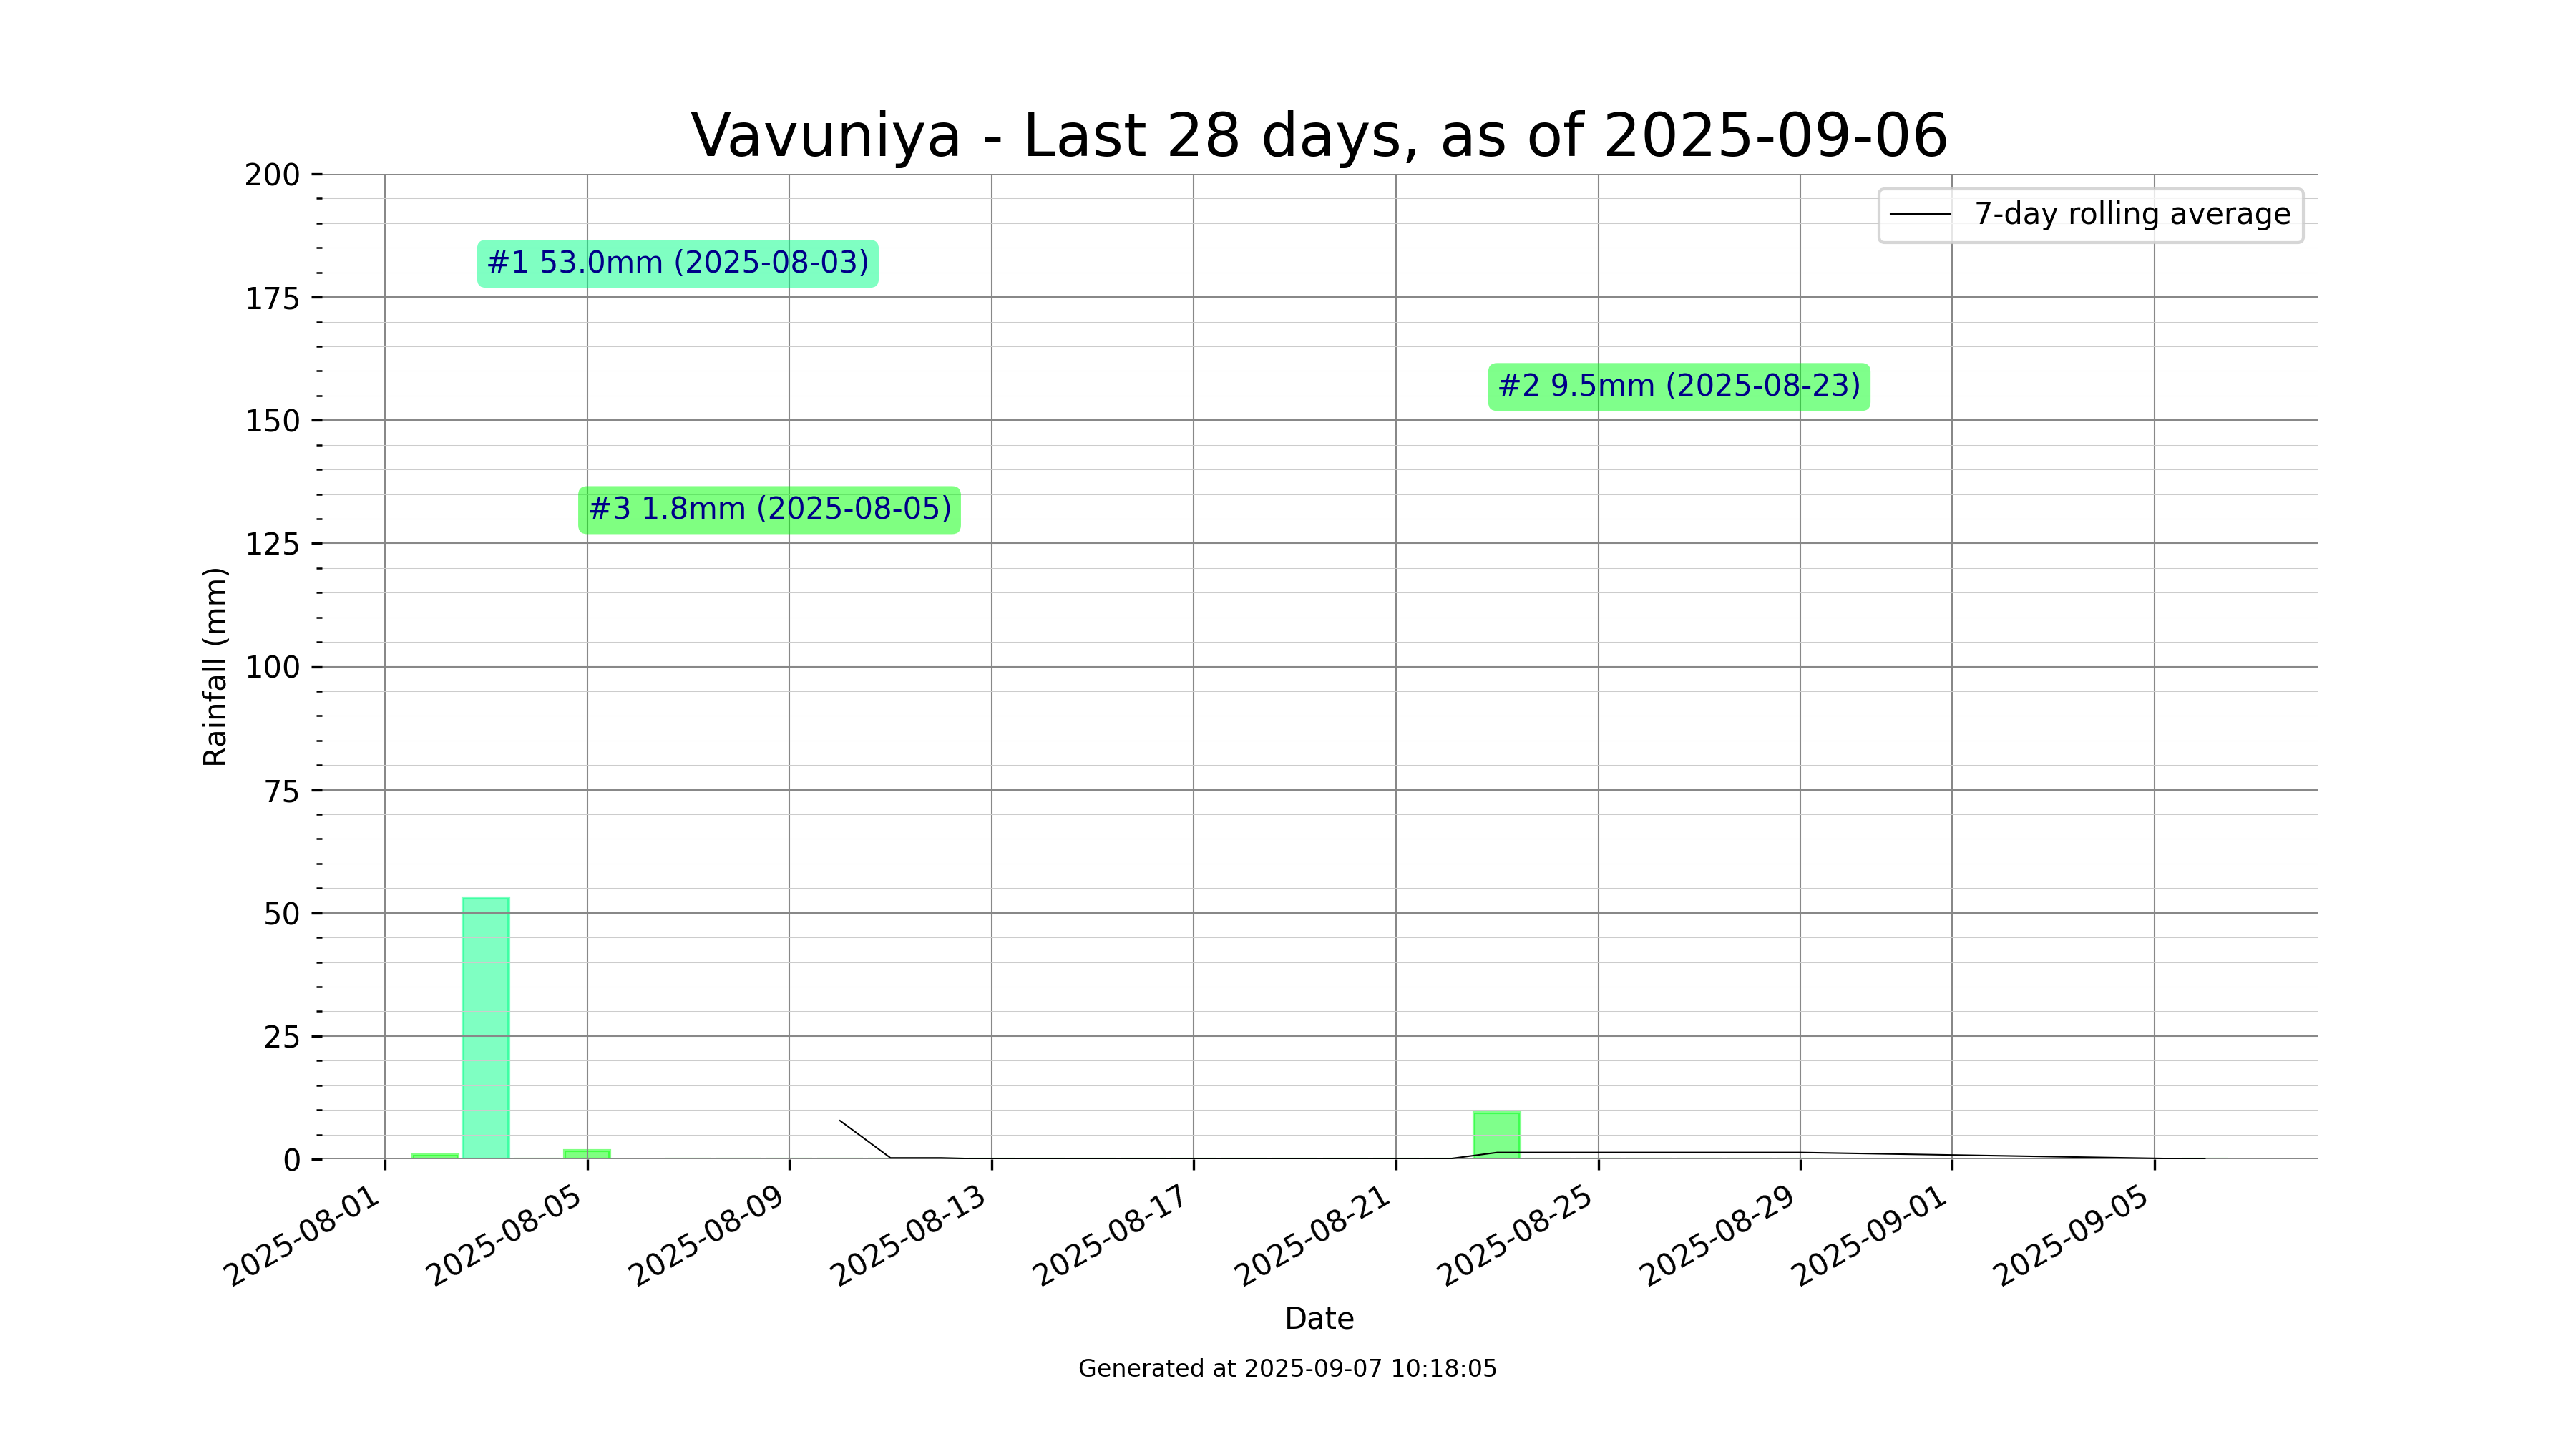 Vavuniya - Last 28 days, as of 2025-09-06
7-day rolling average
#1 53.0mm (2025-08-03)
#2 9.5mm (2025-08-23)
#3 1.8mm (2025-08-05)
Rainfall (mm)
200
175
150
125
100
75
50
25
0
2025-08-01
2025-08-05
2025-08-09
2025-08-13
2025-08-17
2025-08-21
2025-08-25
2025-08-29
2025-09-01
2025-09-05
Date
Generated at 2025-09-07 10:18:05